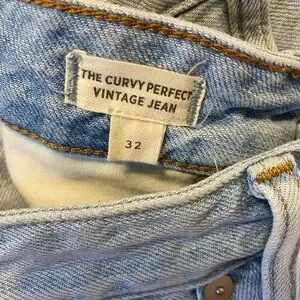 THE CURVY PERFECT
VINTAGE JEAN
32